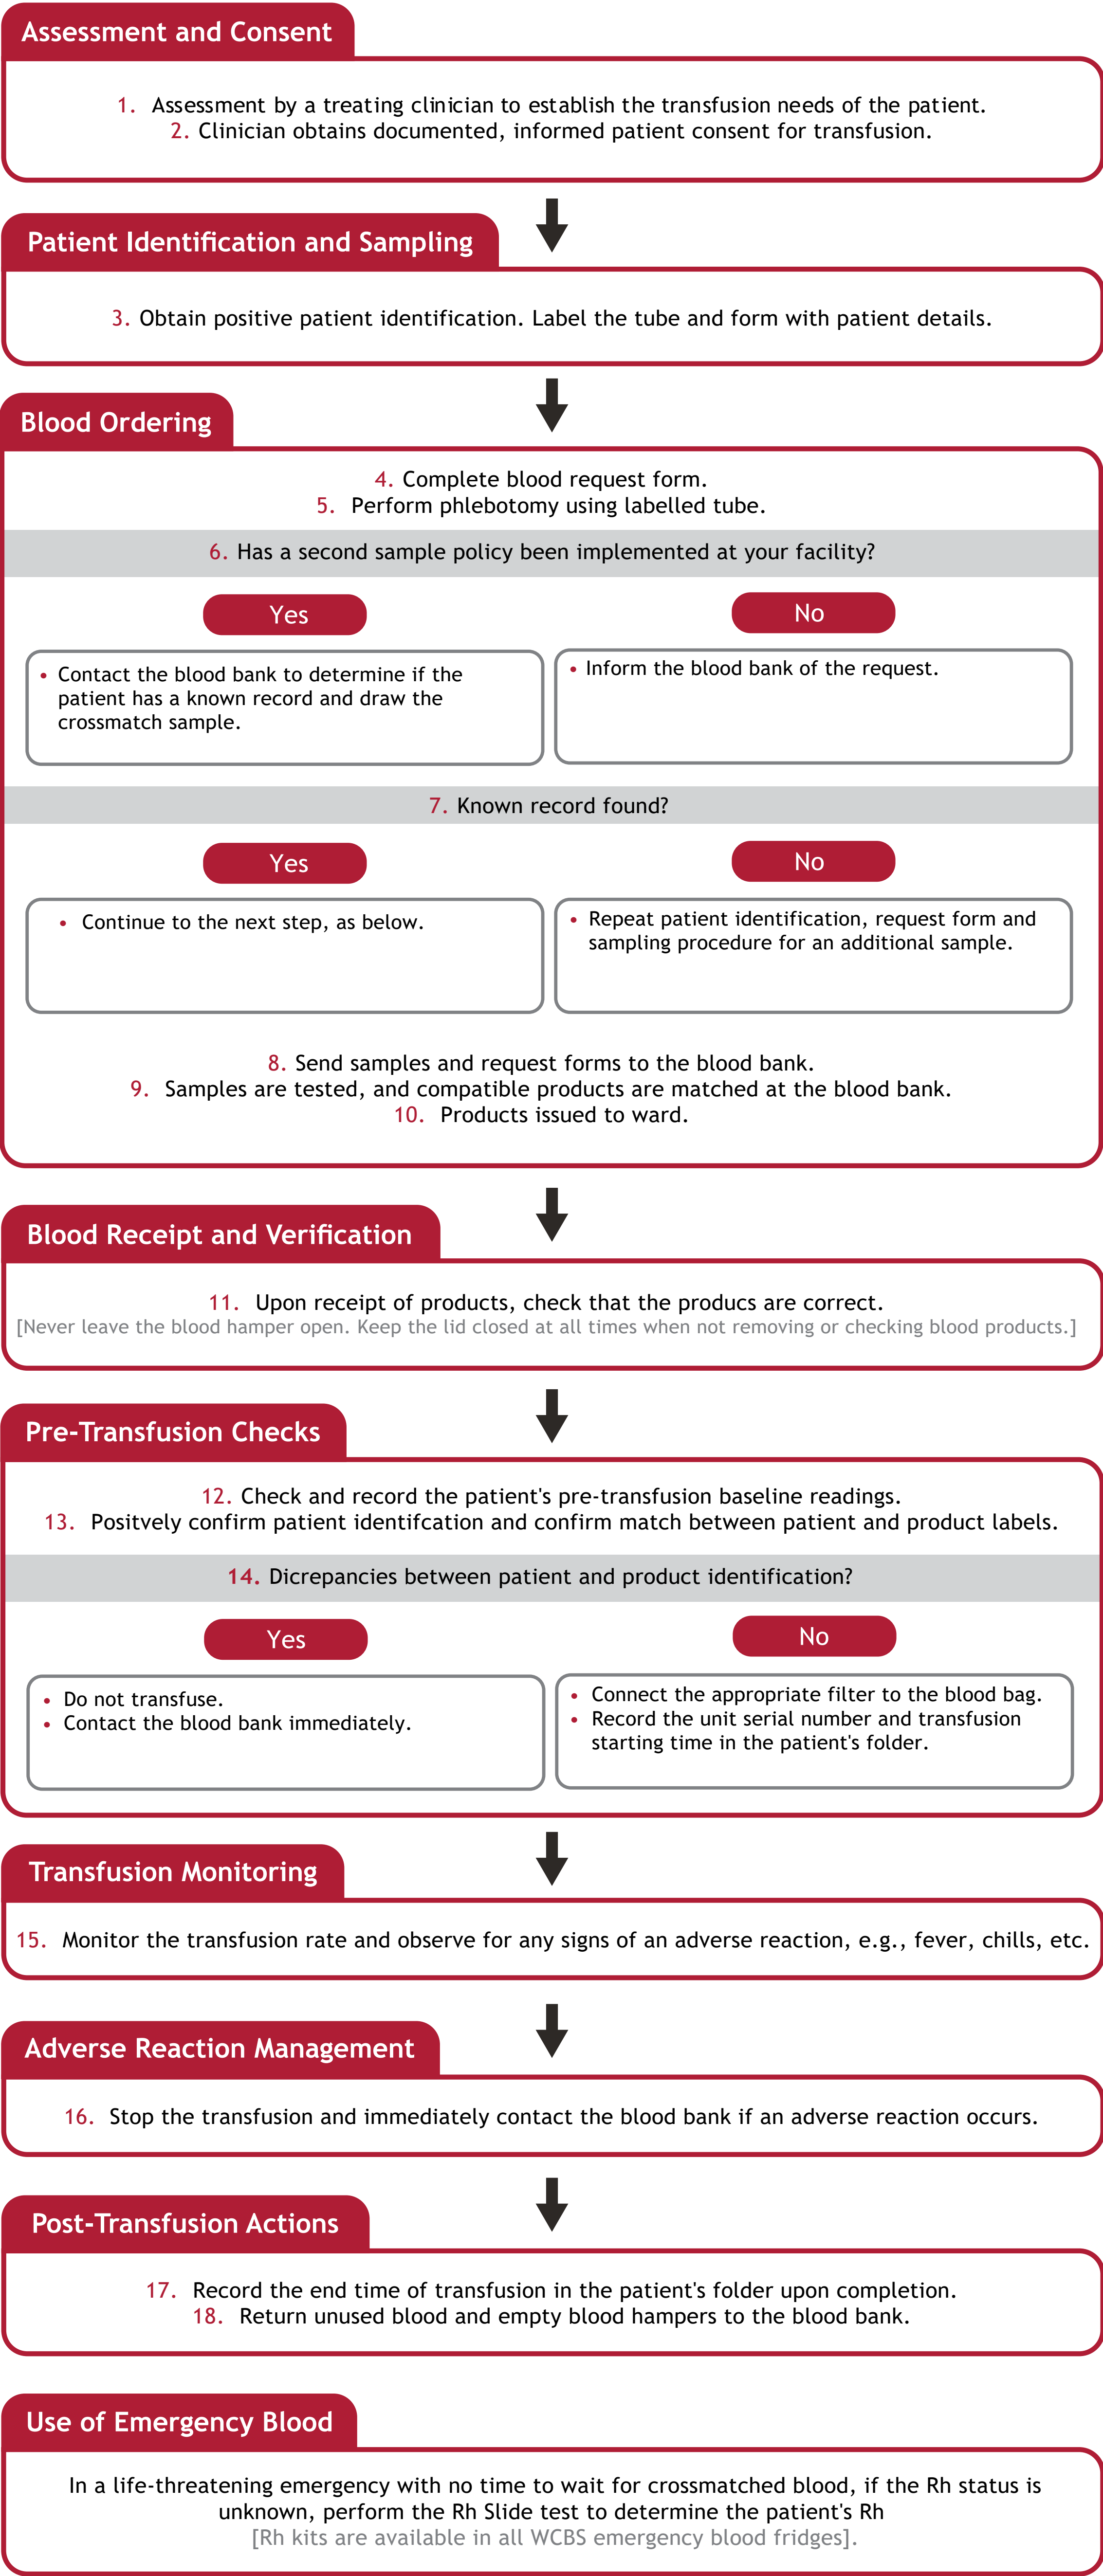 Assessment and Consent
1. Assessment by a treating clinician to establish the transfusion needs of the patient.
2. Clinician obtains documented, informed patient consent for transfusion.
Patient Identification and Sampling
3. Obtain positive patient identification. Label the tube and form with patient details.
Blood Ordering
4. Complete blood request form.
5. Perform phlebotomy using labelled tube.
6. Has a second sample policy been implemented at your facility?
Yes
• Contact the blood bank to determine if the
patient has a known record and draw the
crossmatch sample.
No
• Inform the blood bank of the request.
7. Known record found?
Yes
• Continue to the next step, as below.
No
• Repeat patient identification, request form and
sampling procedure for an additional sample.
8. Send samples and request forms to the blood bank.
9. Samples are tested, and compatible products are matched at the blood bank.
10. Products issued to ward.
Blood Receipt and Verification
11. Upon receipt of products, check that the producs are correct.
[Never leave the blood hamper open. Keep the lid closed at all times when not removing or checking blood products.]
Pre-Transfusion Checks
12. Check and record the patient's pre-transfusion baseline readings.
13. Positvely confirm patient identifcation and confirm match between patient and product labels.
14. Dicrepancies between patient and product identification?
Yes
• Do not transfuse.
• Contact the blood bank immediately.
No
• Connect the appropriate filter to the blood bag.
• Record the unit serial number and transfusion
starting time in the patient's folder.
Transfusion Monitoring
15. Monitor the transfusion rate and observe for any signs of an adverse reaction, e.g., fever, chills, etc.
Adverse Reaction Management
16. Stop the transfusion and immediately contact the blood bank if an adverse reaction occurs.
Post-Transfusion Actions
17. Record the end time of transfusion in the patient's folder upon completion.
18. Return unused blood and empty blood hampers to the blood bank.
Use of Emergency Blood
In a life-threatening emergency with no time to wait for crossmatched blood, if the Rh status is
unknown, perform the Rh Slide test to determine the patient's Rh
[Rh kits are available in all WCBS emergency blood fridges].